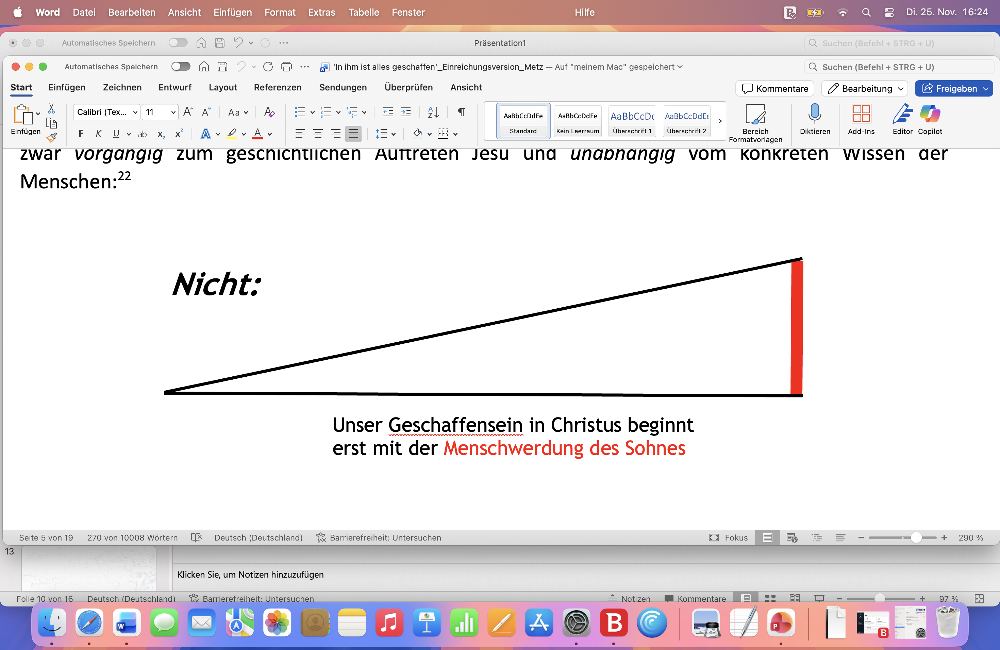 Word Datei Bearbeiten Ansicht Einfügen Format Extras Tabelle Fenster Hilfe Di. 25. Nov. 16:24
Automatisches Speichern Präsentation1 Suchen (Befehl + STRG + U)
Automatisches Speichern 'In ihm ist alles geschaffen'_Einreichungsversion_Metz — Auf "meinem Mac" gespeichert Suchen (Befehl + STRG + U)
Start Einfügen Zeichnen Entwurf Layout Referenzen Sendungen Überprüfen Ansicht Kommentare Bearbeitung Freigeben
Einfügen
Calibri (Tex... 11
F K U ab x₂ x²
AaBbCcDdEe AaBbCcDdEe AaBbCcDc AaBbCcDdEe
Standard Kein Leerraum Überschrift 1 Überschrift 2
Bereich Formatvorlagen
Diktieren
Add-Ins
Editor
Copilot
zwar vorgängig zum geschichtlichen Auftreten Jesu und unabhängig vom konkreten Wissen der
Menschen:²²
Nicht:
Unser Geschaffensein in Christus beginnt
erst mit der Menschwerdung des Sohnes
Seite 5 von 19 270 von 10008 Wörtern Deutsch (Deutschland) Barrierefreiheit: Untersuchen Fokus 290 %
13
Klicken Sie, um Notizen hinzuzufügen
Folie 10 von 16 Deutsch (Deutschland) Barrierefreiheit: Untersuchen Notizen Kommentare 97 %